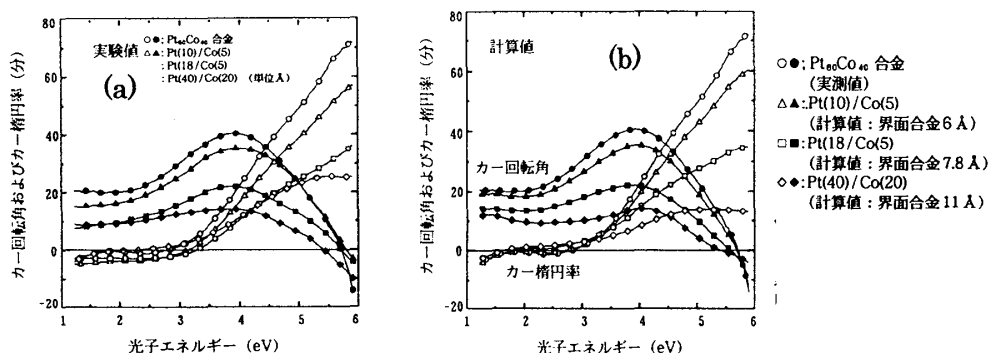 カー回転角およびカー楕円率（分）
80
60
40
20
0
-20
1
2
3
4
5
6
光子エネルギー（eV）
実験値
○●: Pt₆₀Co₄₀ 合金
△▲: Pt(10)/Co(5)
: Pt(18/Co(5)
: Pt(40)/Co(20) （単位Å）
(a)
カー回転角およびカー楕円率（分）
80
60
40
20
0
-20
1
2
3
4
5
6
光子エネルギー（eV）
計算値
(b)
カー回転角
カー楕円率
○●; Pt₆₀Co₄₀ 合金
(実測値)
△▲:.Pt(10)/Co(5)
(計算値：界面合金6 Å)
□■:Pt(18/Co(5)
(計算値：界面合金7.8 Å)
◇◆:Pt(40)/Co(20)
(計算値：界面合金11 Å)